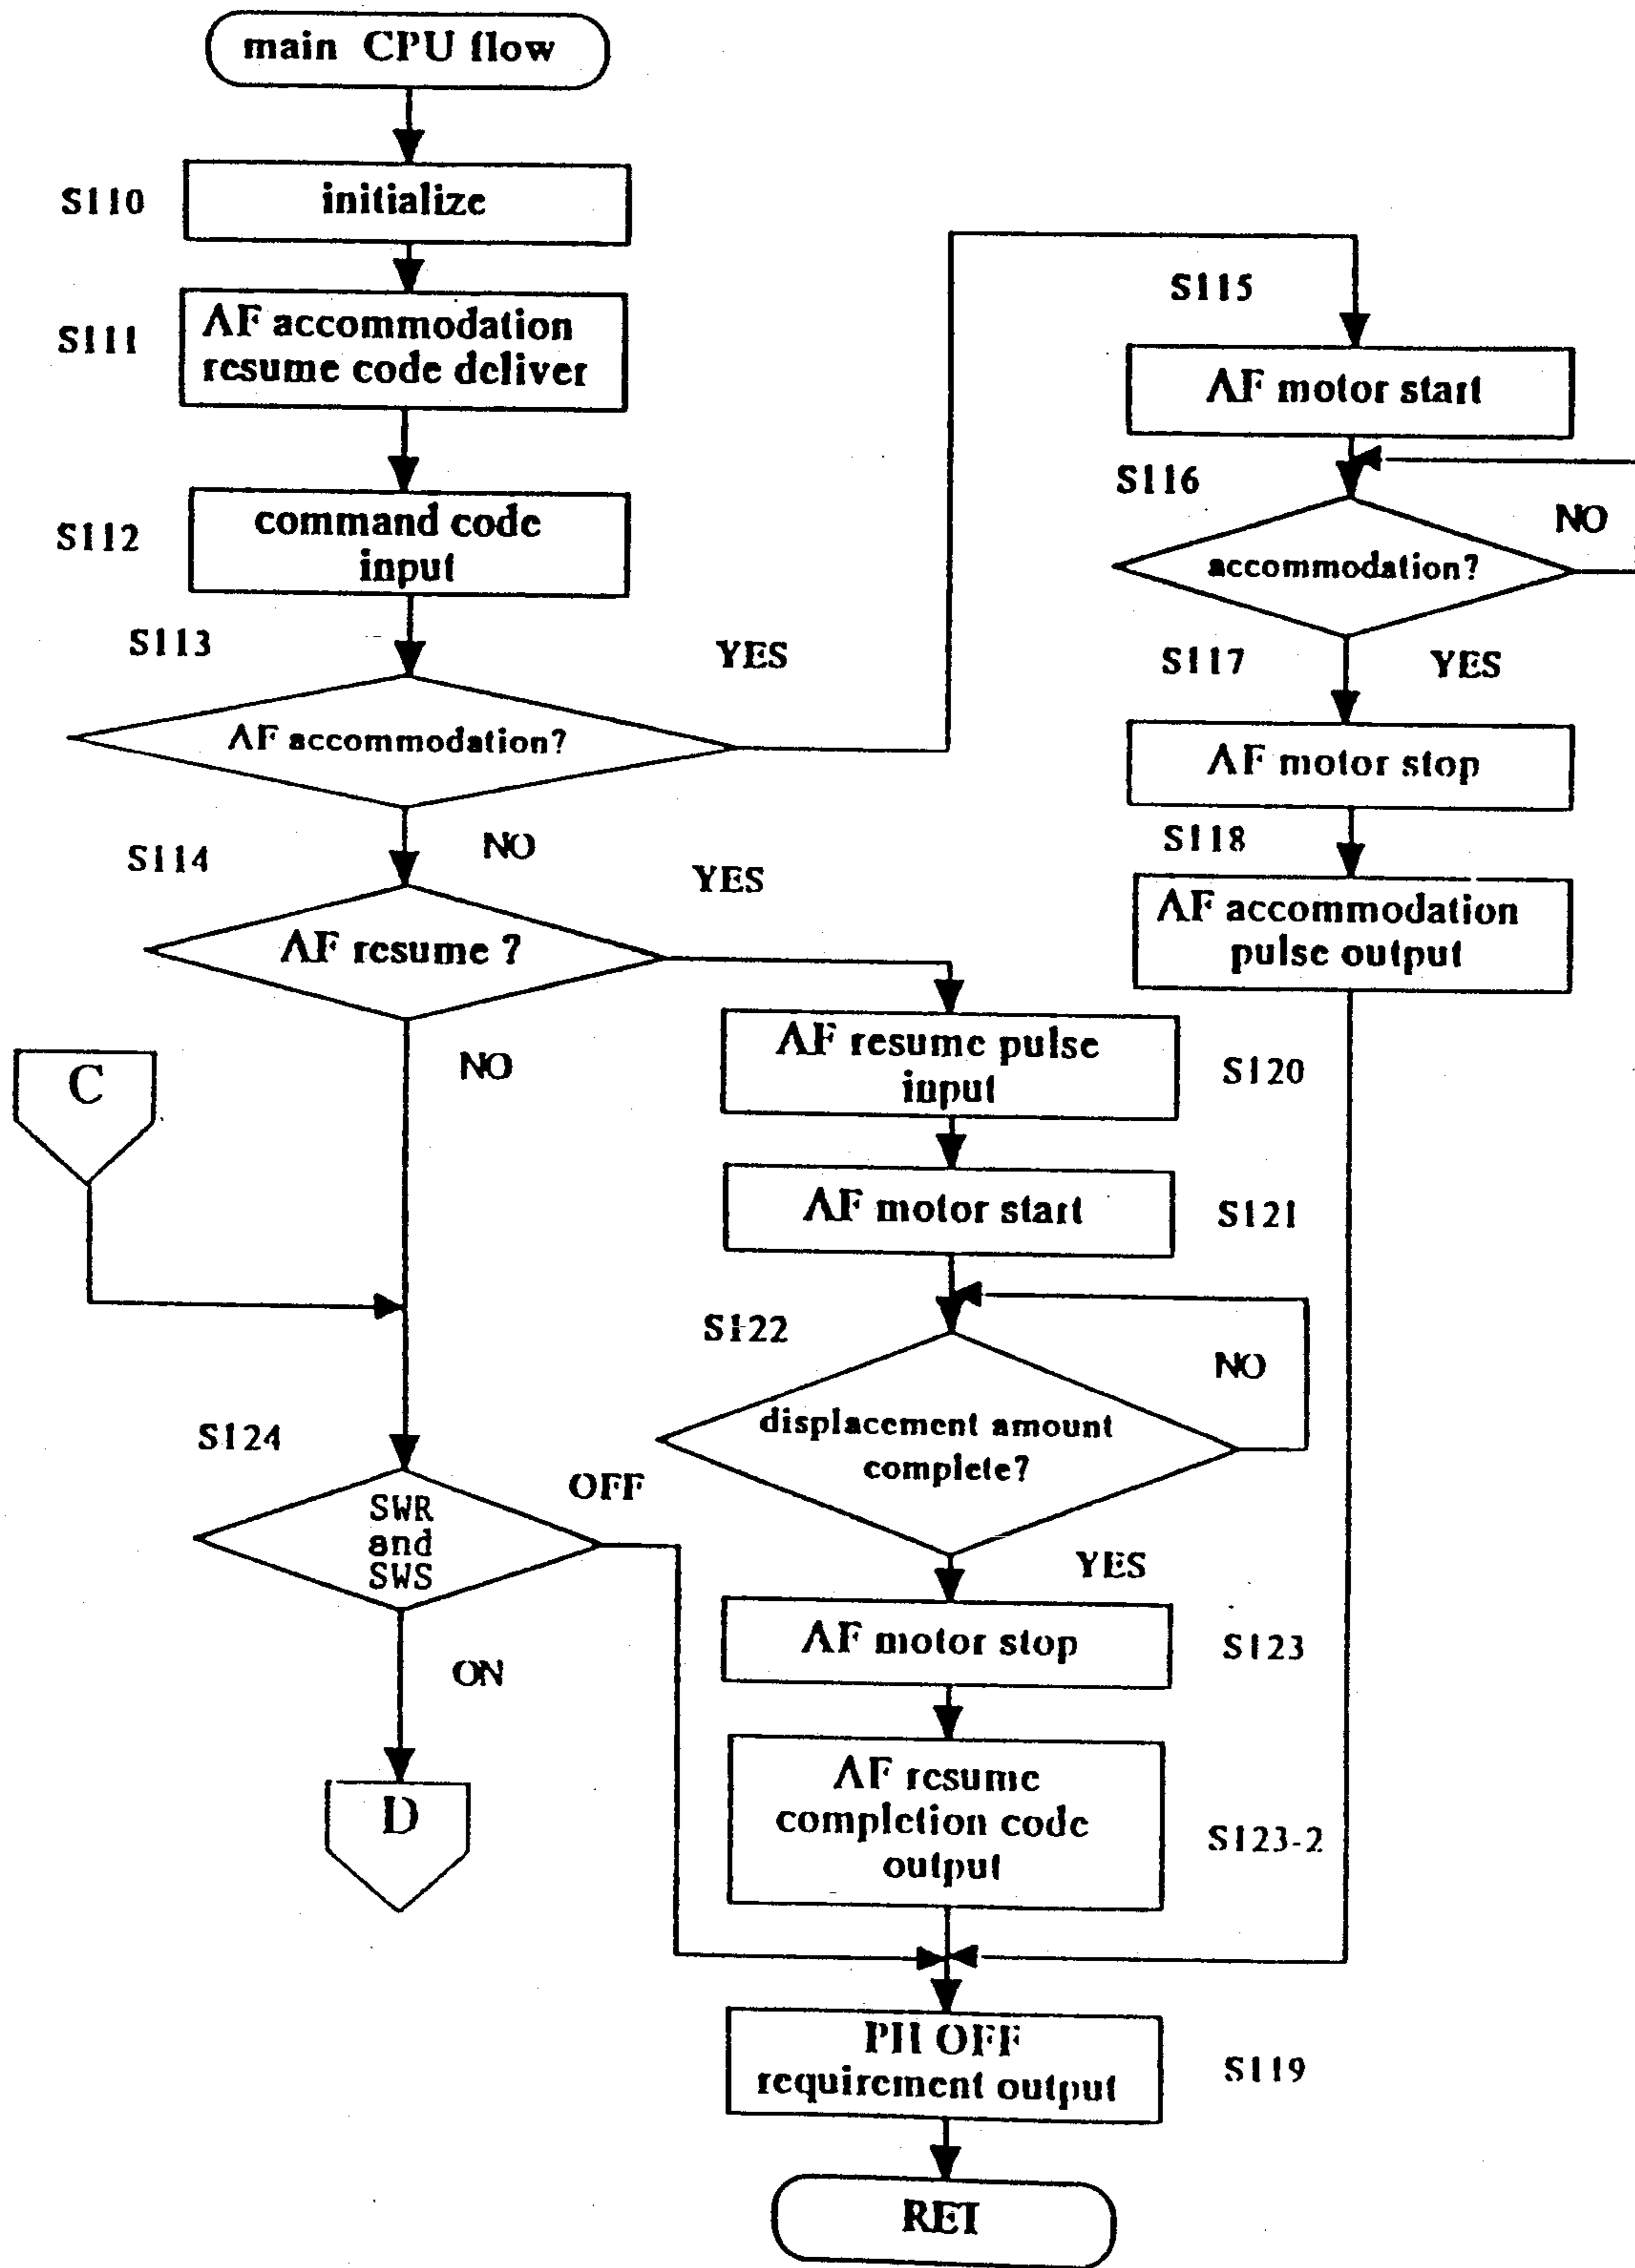 main CPU flow
S110
initialize
S111
AF accommodation
resume code deliver
S112
command code
input
S113
YES
AF accommodation?
NO
S114
YES
AF resume ?
NO
C
S124
OFF
SWR
and
SWS
ON
D
S115
AF motor start
S116
NO
accommodation?
S117
YES
AF motor stop
S118
AF accommodation
pulse output
AF resume pulse
input
S120
AF motor start
S121
S122
NO
displacement amount
complete?
YES
AF motor stop
S123
AF resume
completion code
output
S123-2
PH OFF
requirement output
S119
RET